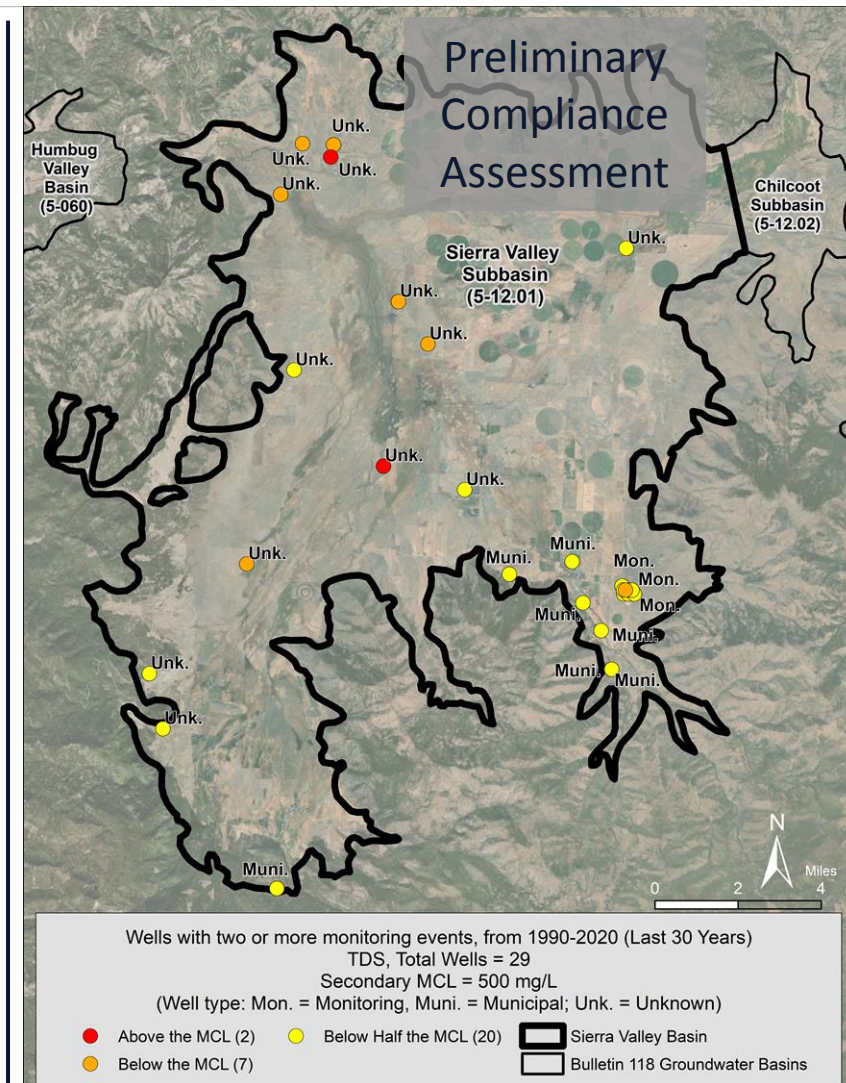 Preliminary
Compliance
Assessment
Humbug
Valley
Basin
(5-060)
Unk.
Unk.
Unk.
Unk.
Chilcoot
Subbasin
(5-12.02)
Unk.
Sierra Valley
Subbasin
(5-12.01)
Unk.
Unk.
Unk.
Unk.
Unk.
Unk.
Muni.
Muni.
Mon.
Mon.
Mon.
Muni.
Muni.
Muni.
Muni.
Unk.
Unk.
Muni.
©
N
Miles
0 2 4
Wells with two or more monitoring events, from 1990-2020 (Last 30 Years)
TDS, Total Wells = 29
Secondary MCL = 500 mg/L
(Well type: Mon. = Monitoring, Muni. = Municipal; Unk. = Unknown)
Above the MCL (2) Below Half the MCL (20) Sierra Valley Basin
Below the MCL (7) Bulletin 118 Groundwater Basins